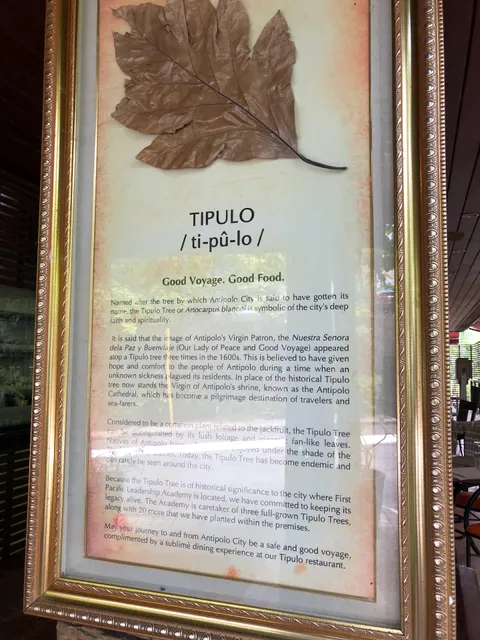 TIPULO
/ ti-pû-lo /
Good Voyage. Good Food.
Named after the tree by which Antipolo City is said to have gotten its
name, the Tipulo Tree or Artocarpus blancoi is symbolic of the city's deep
faith and spirituality.
It is said that the image of Antipolo's Virgin Patron, the Nuestra Senora
dela Paz y Buenviaje (Our Lady of Peace and Good Voyage) appeared
atop a Tipulo tree three times in the 1600s. This is believed to have given
hope and comfort to the people of Antipolo during a time when an
unknown sickness plagued its residents. In place of the historical Tipulo
tree now stands the Virgin of Antipolo's shrine, known as the Antipolo
Cathedral, which has become a pilgrimage destination of travelers and
sea-farers.
Considered to be a common plant related to the jackfruit, the Tipulo Tree
can be distinguished by its lush foliage and fan-like leaves.
Natives of Antipolo under the shade of the
Today, the Tipulo Tree has become endemic and
can rarely be seen around the city.
Because the Tipulo Tree is of historical significance to the city where First
Pacific Leadership Academy is located, we have committed to keeping its
legacy alive. The Academy is caretaker of three full-grown Tipulo Trees,
along with 20 more that we have planted within the premises.
May your journey to and from Antipolo City be a safe and good voyage,
complimented by a sublime dining experience at our Tipulo restaurant.